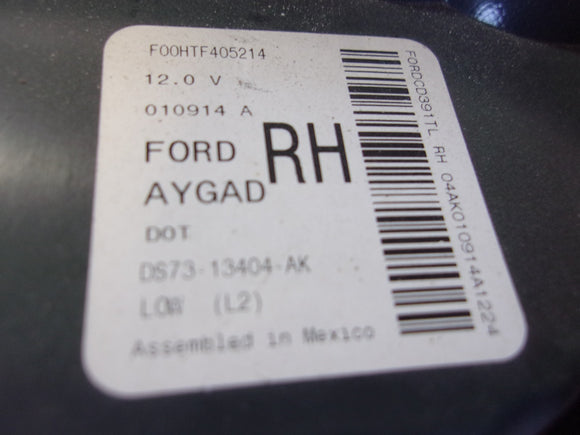 F00HTF405214
12.0 V
010914 A
FORD RH
AYGAD
DOT
DS73-13404-AK
LOW (L2)
Assembled in Mexico
FORDCD391TL RH 04AK010914A1224